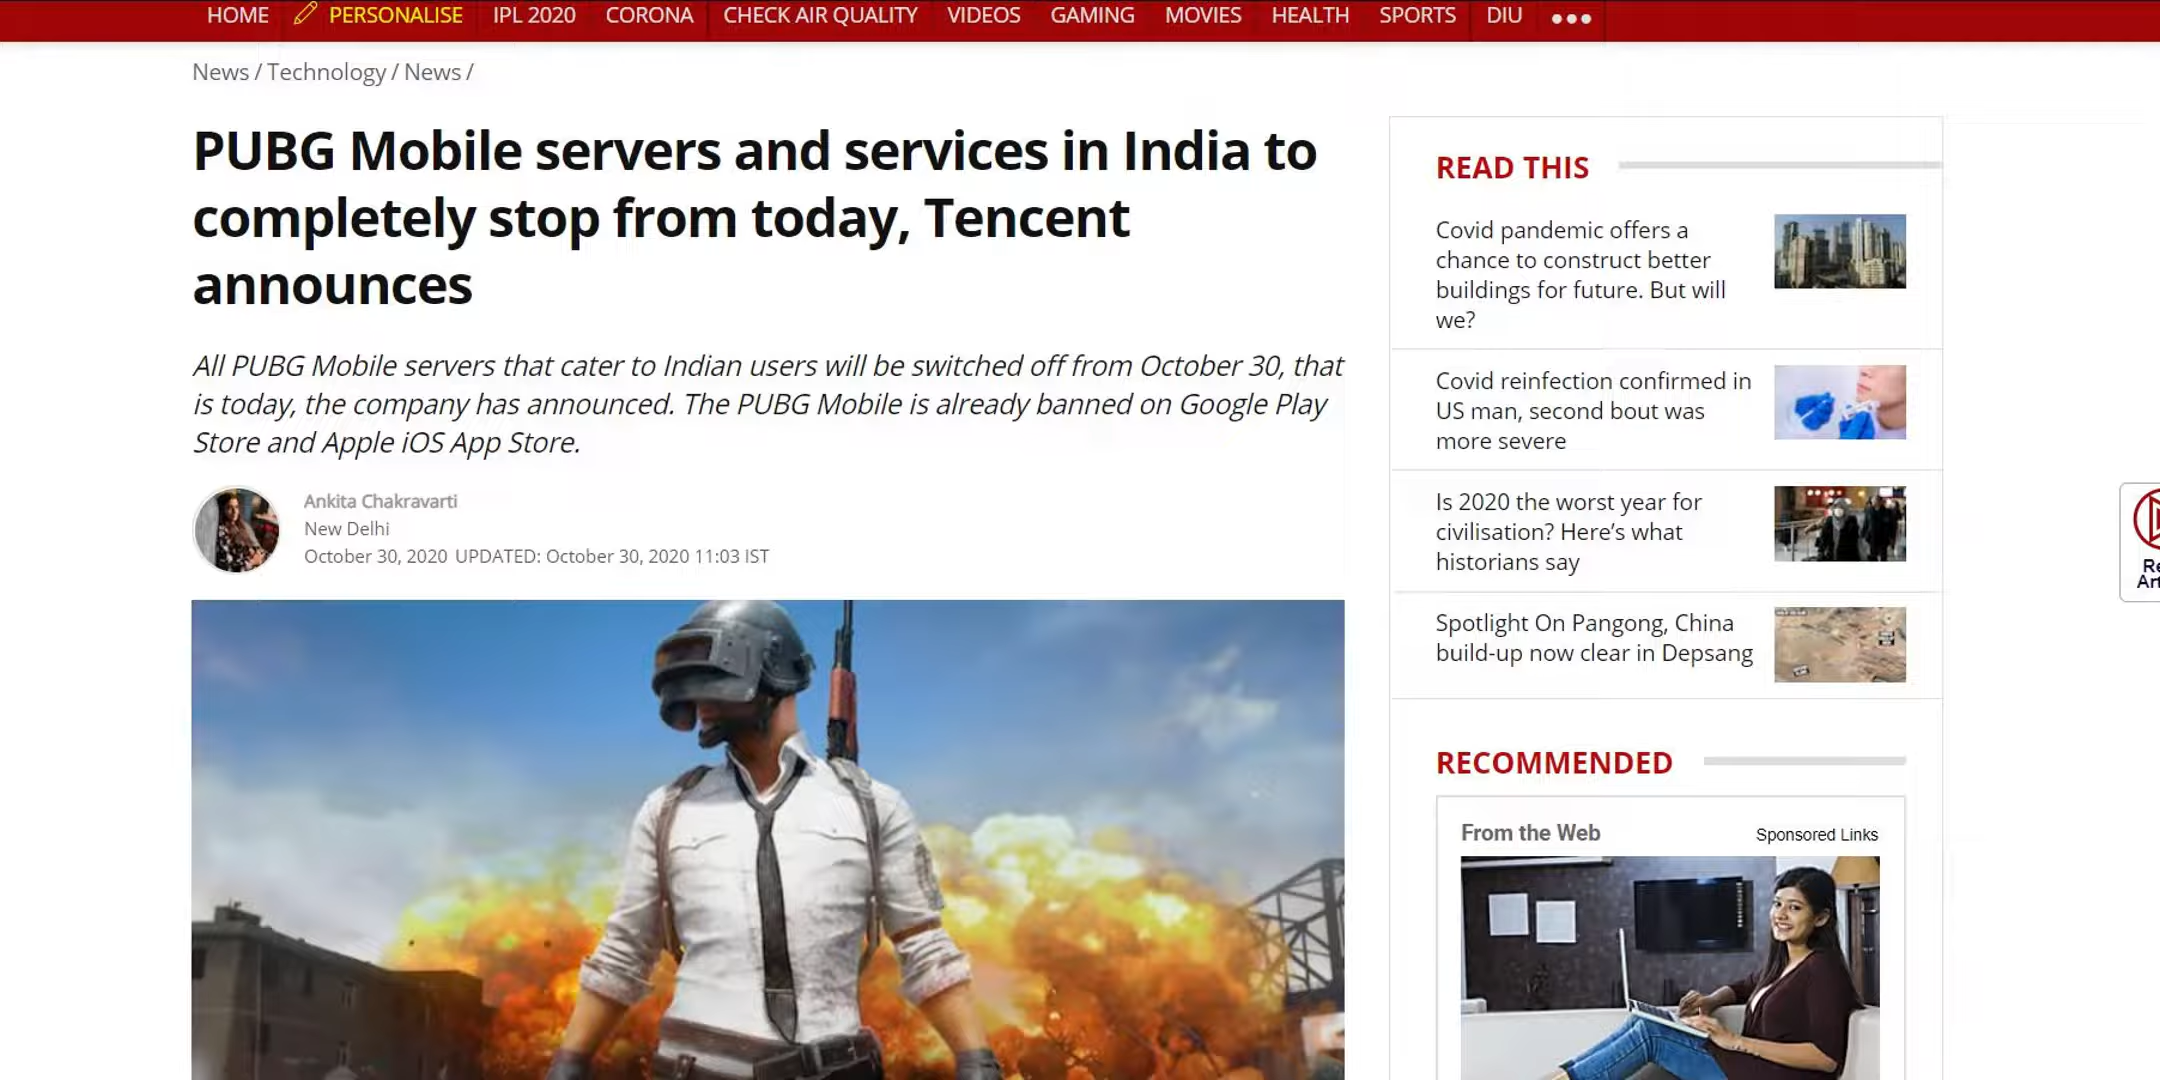 HOME PERSONALISE IPL 2020 CORONA CHECK AIR QUALITY VIDEOS GAMING MOVIES HEALTH SPORTS DIU
News / Technology / News /
PUBG Mobile servers and services in India to
completely stop from today, Tencent
announces
All PUBG Mobile servers that cater to Indian users will be switched off from October 30, that
is today, the company has announced. The PUBG Mobile is already banned on Google Play
Store and Apple iOS App Store.
Ankita Chakravarti
New Delhi
October 30, 2020 UPDATED: October 30, 2020 11:03 IST
READ THIS
Covid pandemic offers a
chance to construct better
buildings for future. But will
we?
Covid reinfection confirmed in
US man, second bout was
more severe
Is 2020 the worst year for
civilisation? Here’s what
historians say
Spotlight On Pangong, China
build-up now clear in Depsang
RECOMMENDED
From the Web Sponsored Links